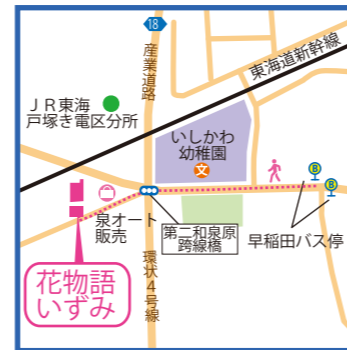 18
産業道路
東海道新幹線
JR東海
戸塚き電区分所
いしかわ
幼稚園
文
B
B
泉オート
販売
第二和泉原
跨線橋
早稲田バス停
環状4号線
花物語
いずみ